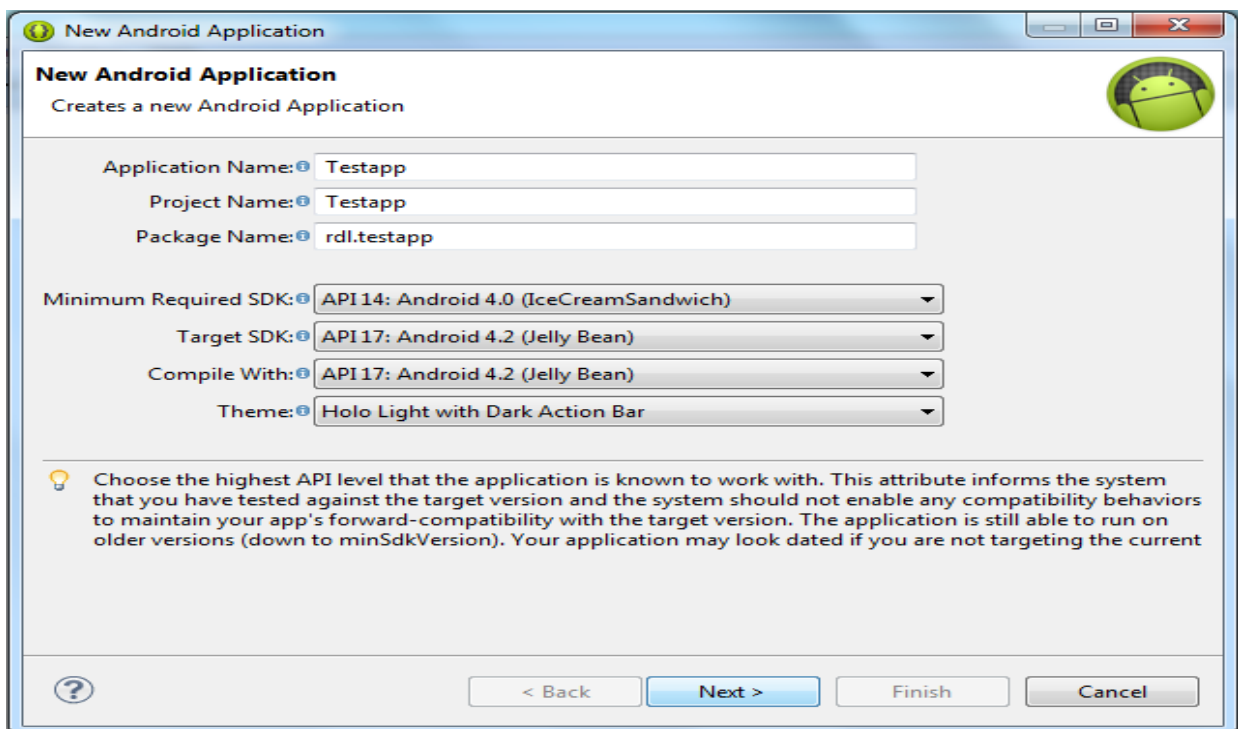 New Android Application
New Android Application
Creates a new Android Application
Application Name: Testapp
Project Name: Testapp
Package Name: rdl.testapp
Minimum Required SDK: API 14: Android 4.0 (IceCreamSandwich)
Target SDK: API 17: Android 4.2 (Jelly Bean)
Compile With: API 17: Android 4.2 (Jelly Bean)
Theme: Holo Light with Dark Action Bar
Choose the highest API level that the application is known to work with. This attribute informs the system
that you have tested against the target version and the system should not enable any compatibility behaviors
to maintain your app's forward-compatibility with the target version. The application is still able to run on
older versions (down to minSdkVersion). Your application may look dated if you are not targeting the current
< Back Next > Finish Cancel